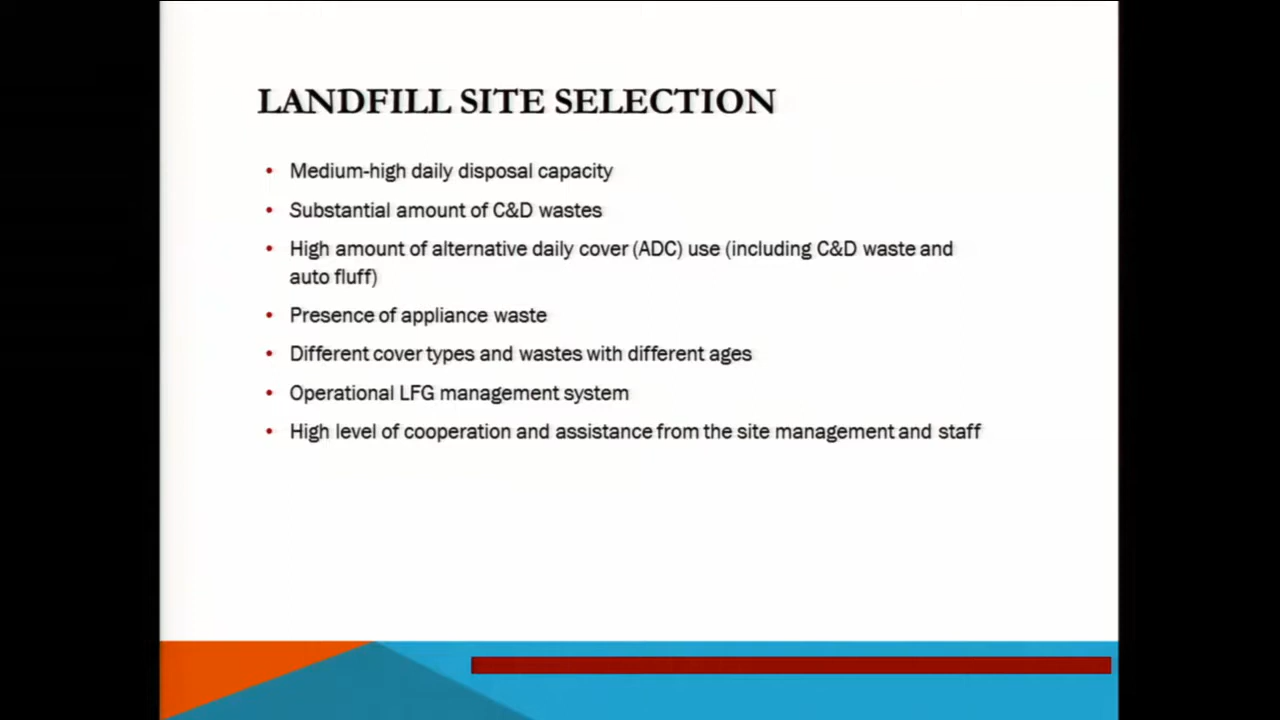 LANDFILL SITE SELECTION
• Medium-high daily disposal capacity
• Substantial amount of C&D wastes
• High amount of alternative daily cover (ADC) use (including C&D waste and
auto fluff)
• Presence of appliance waste
• Different cover types and wastes with different ages
• Operational LFG management system
• High level of cooperation and assistance from the site management and staff